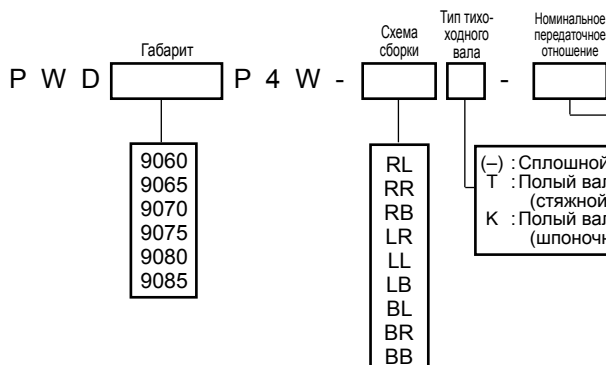 Габарит
Схема
сборки
Тип тихо-
ходного
вала
Номинальное
передаточное
отношение
P W D P 4 W - -
9060
9065
9070
9075
9080
9085
RL
RR
RB
LR
LL
LB
BL
BR
BB
(–) : Сплошной
T : Полый вал
(стяжной
K : Полый вал
(шпоночн